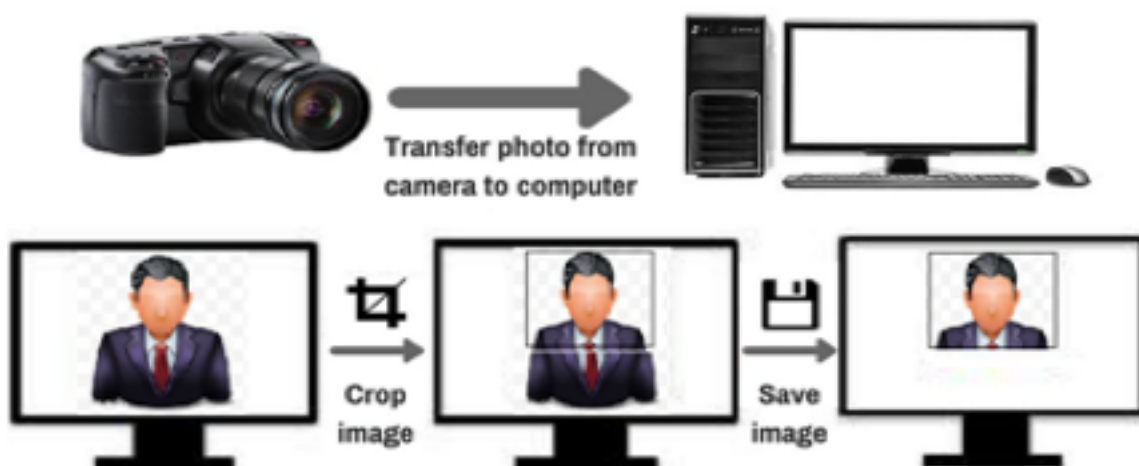 Transfer photo from
camera to computer
Crop
image
Save
image